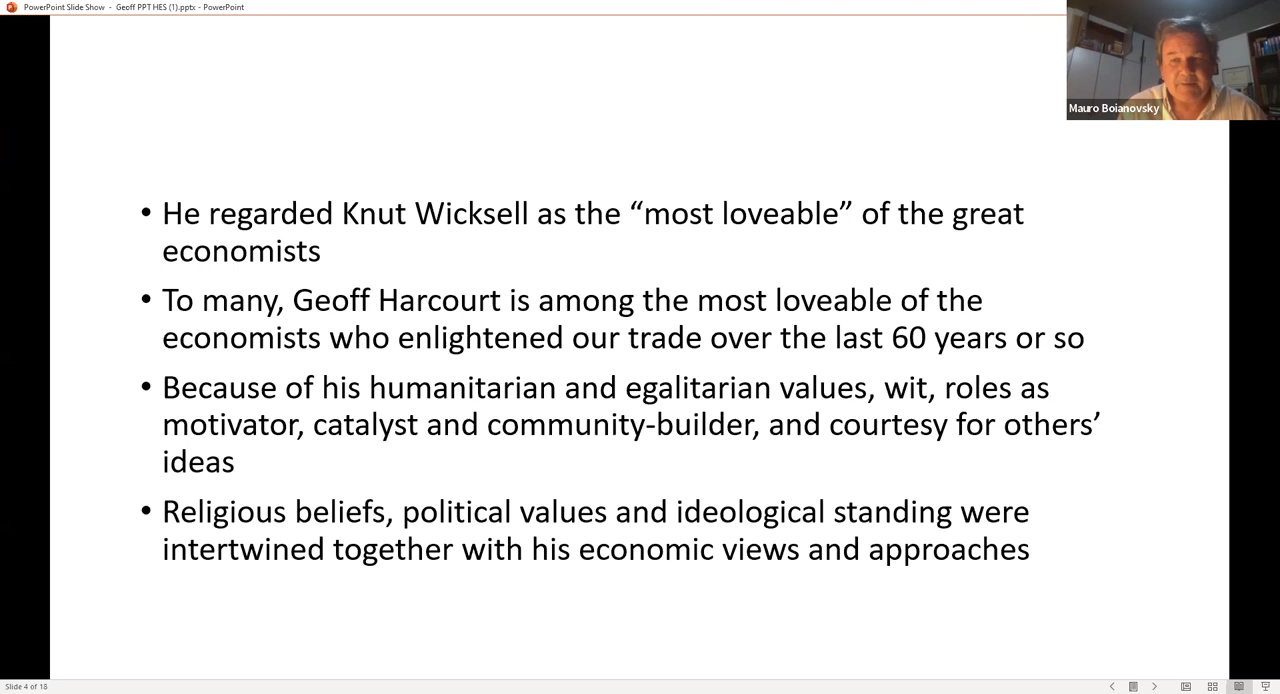 PowerPoint Slide Show - Geoff PPT HES (1).pptx - PowerPoint
Mauro Boianovsky
• He regarded Knut Wicksell as the “most loveable” of the great
economists
• To many, Geoff Harcourt is among the most loveable of the
economists who enlightened our trade over the last 60 years or so
• Because of his humanitarian and egalitarian values, wit, roles as
motivator, catalyst and community-builder, and courtesy for others’
ideas
• Religious beliefs, political values and ideological standing were
intertwined together with his economic views and approaches
Slide 4 of 18